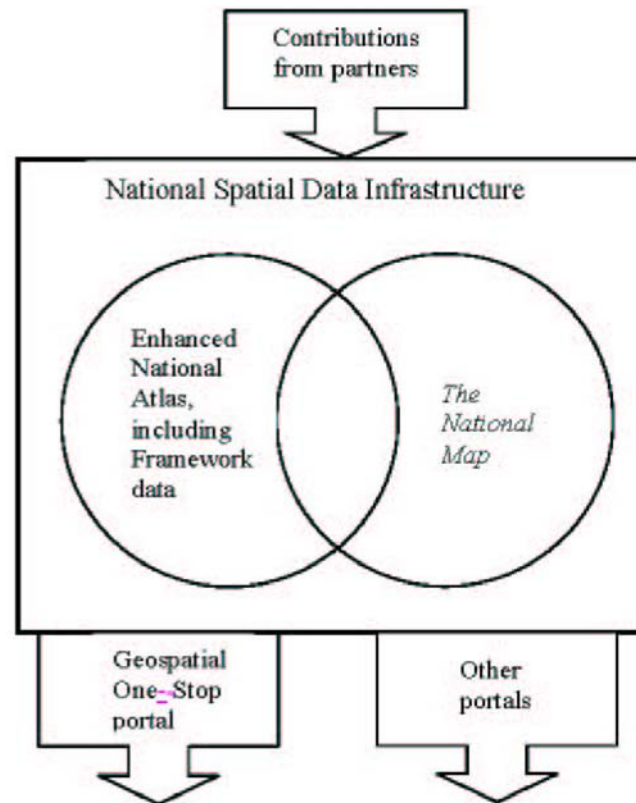 Contributions
from partners
National Spatial Data Infrastructure
Enhanced
National
Atlas,
including
Framework
data
The
National
Map
Geospatial
One-Stop
portal
Other
portals